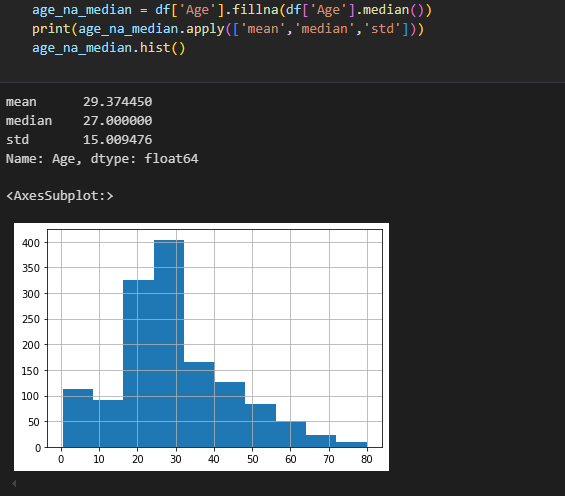 age_na_median = df['Age'].fillna(df['Age'].median())
print(age_na_median.apply(['mean','median','std']))
age_na_median.hist()
mean 29.374450
median 27.000000
std 15.009476
Name: Age, dtype: float64
<AxesSubplot:>
400
350
300
250
200
150
100
50
0
0 10 20 30 40 50 60 70 80